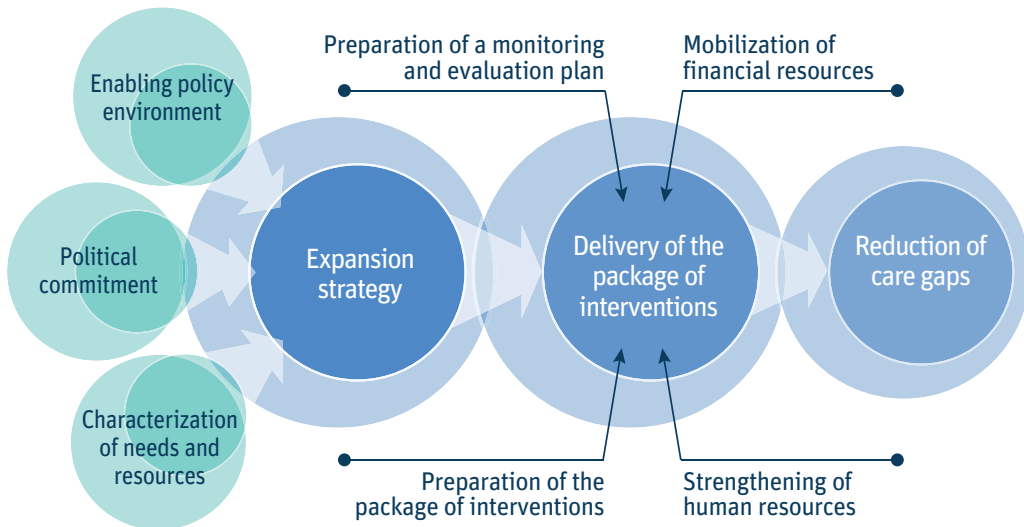 Preparation of a monitoring
and evaluation plan
Mobilization of
financial resources
Enabling policy
environment
Political
commitment
Characterization
of needs and
resources
Expansion
strategy
Delivery of the
package of
interventions
Reduction of
care gaps
Preparation of the
package of interventions
Strengthening of
human resources